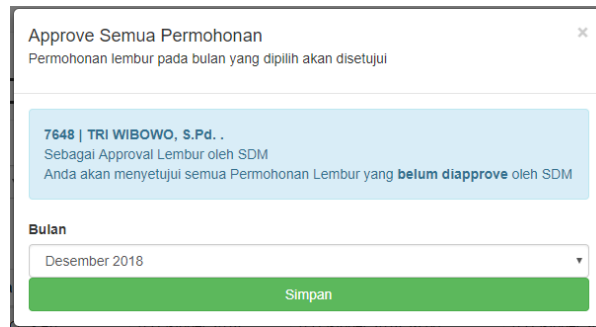 Approve Semua Permohonan
×
Permohonan lembur pada bulan yang dipilih akan disetujui
7648 | TRI WIBOWO, S.Pd. .
Sebagai Approval Lembur oleh SDM
Anda akan menyetujui semua Permohonan Lembur yang belum diapprove oleh SDM
Bulan
Desember 2018
Simpan